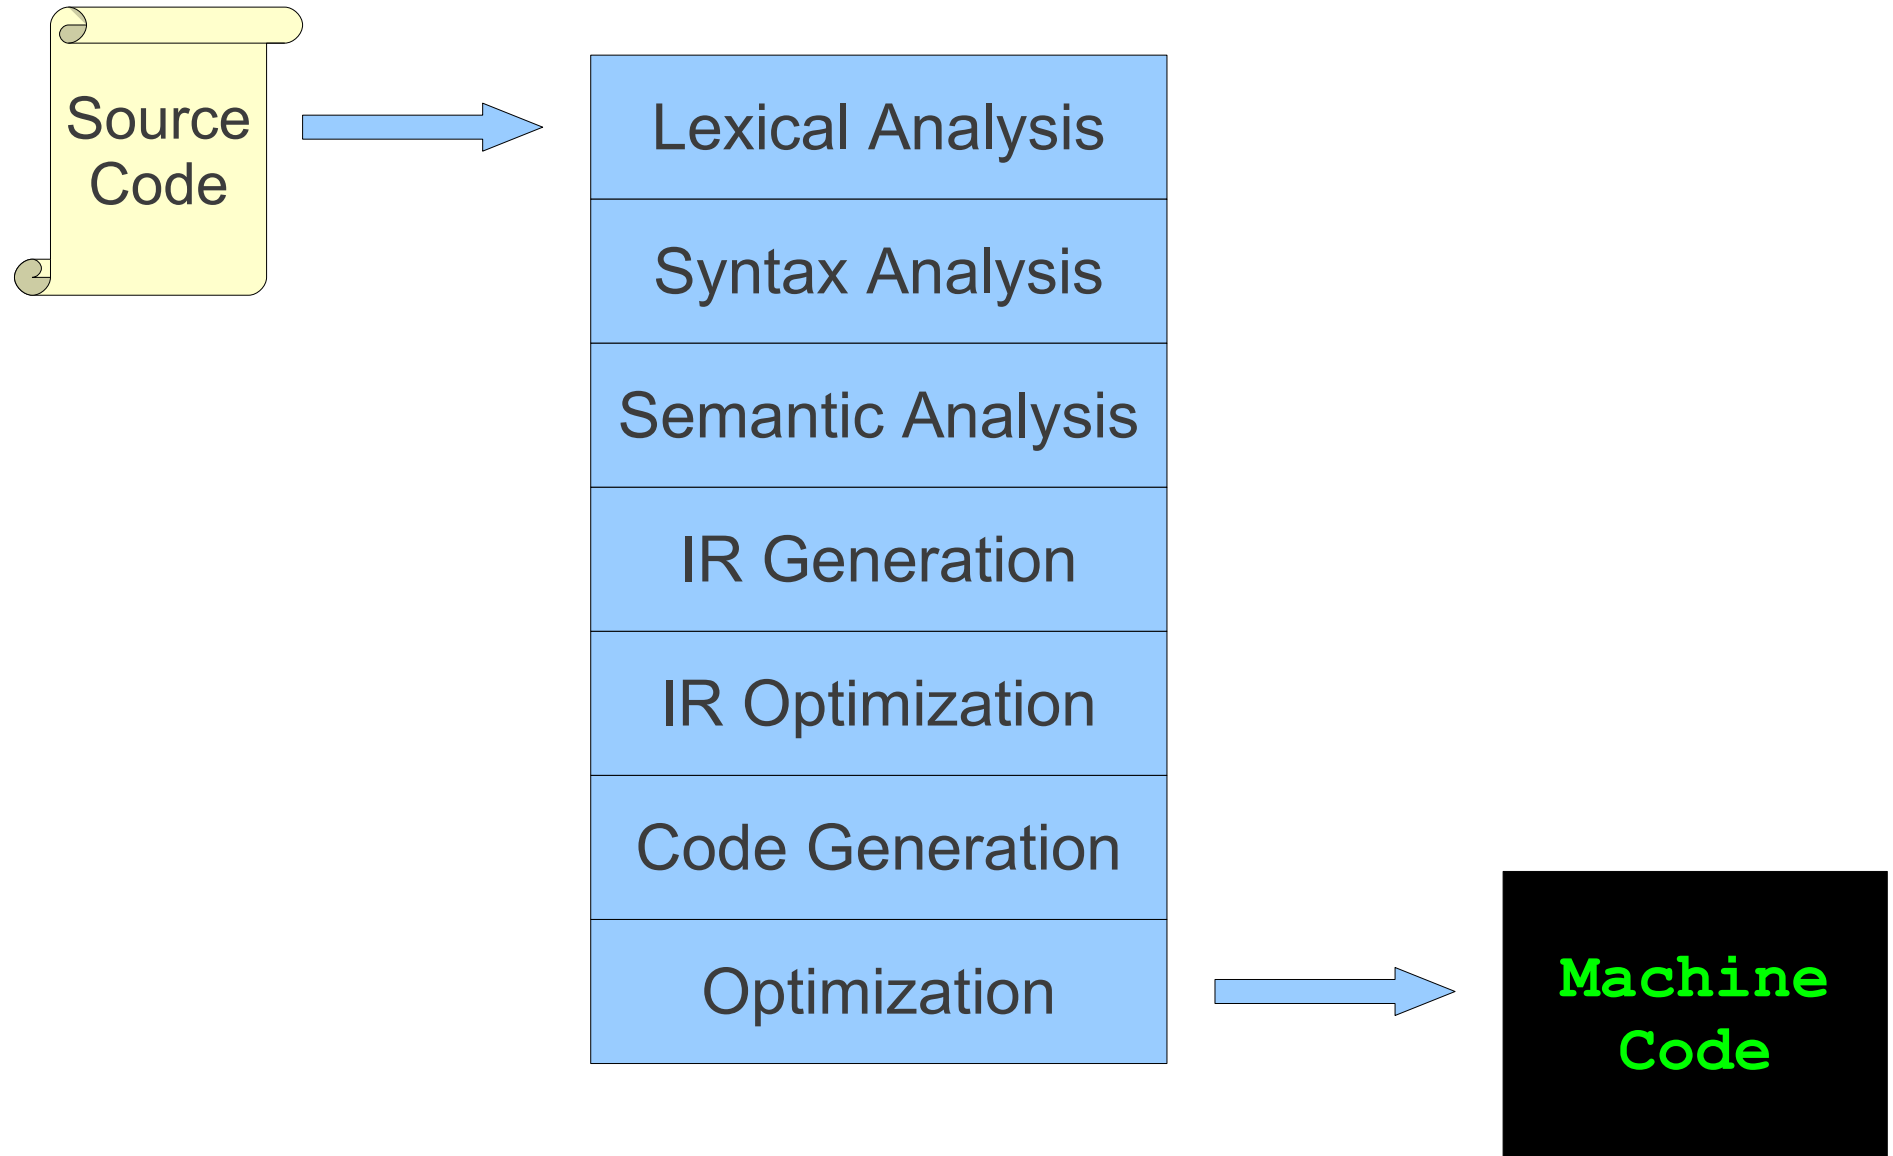 Source
Code
Lexical Analysis
Syntax Analysis
Semantic Analysis
IR Generation
IR Optimization
Code Generation
Optimization
Machine
Code